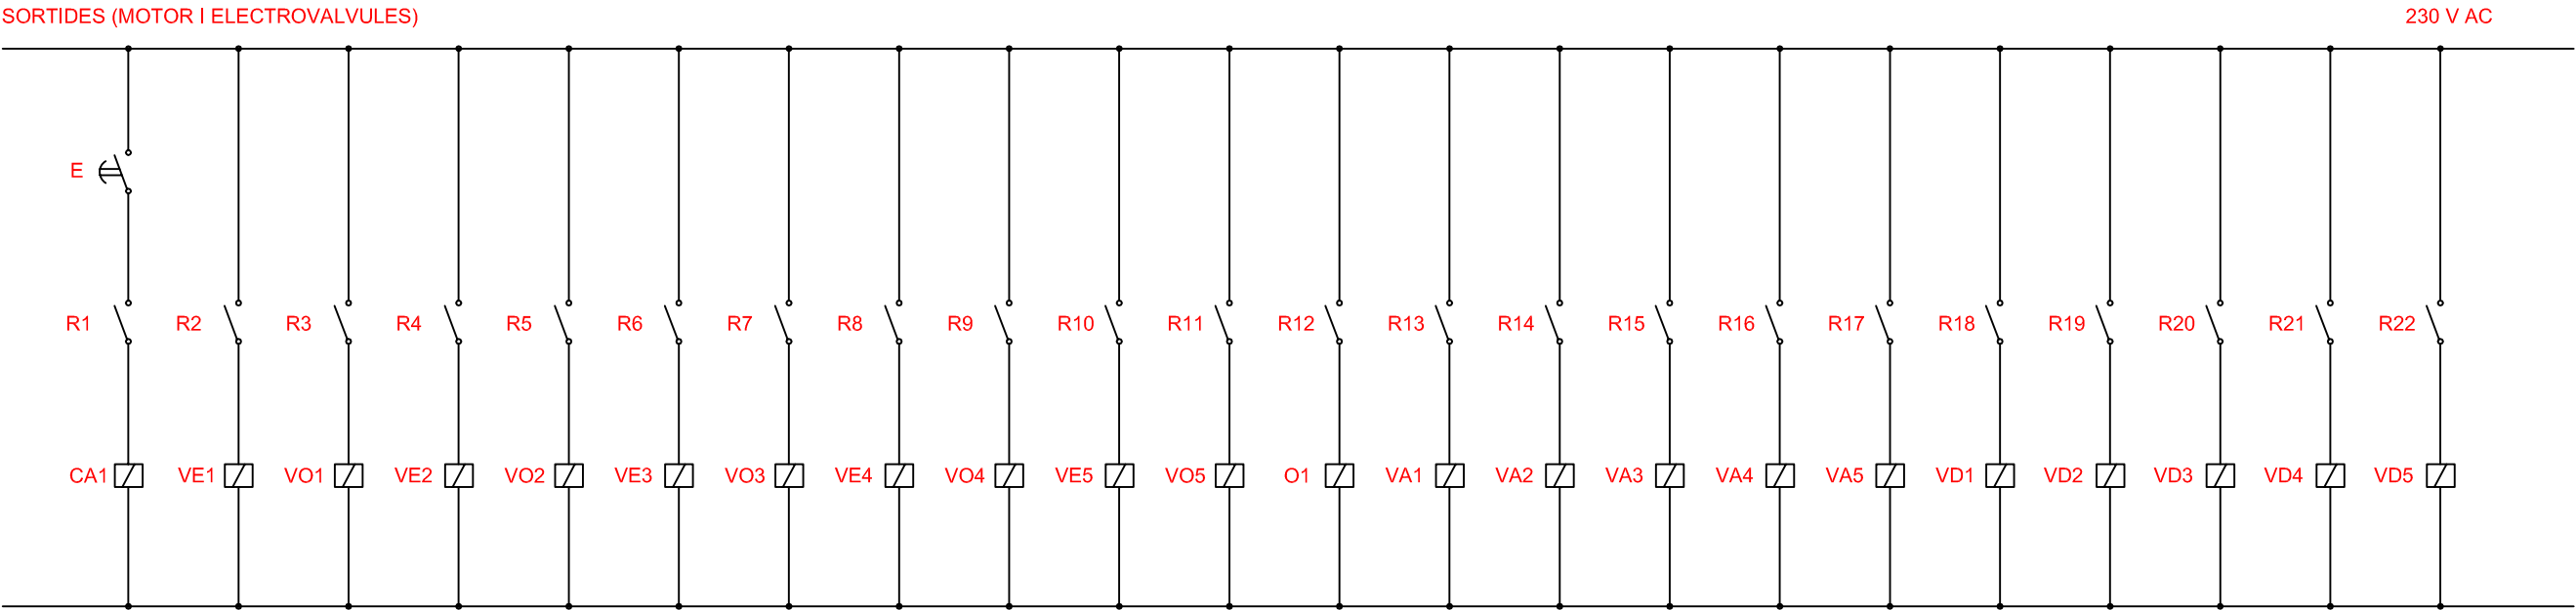 SORTIDES (MOTOR I ELECTROVALVULES) 230 V AC
E
R1 R2 R3 R4 R5 R6 R7 R8 R9 R10 R11 R12 R13 R14 R15 R16 R17 R18 R19 R20 R21 R22
CA1 VE1 VO1 VE2 VO2 VE3 VO3 VE4 VO4 VE5 VO5 O1 VA1 VA2 VA3 VA4 VA5 VD1 VD2 VD3 VD4 VD5